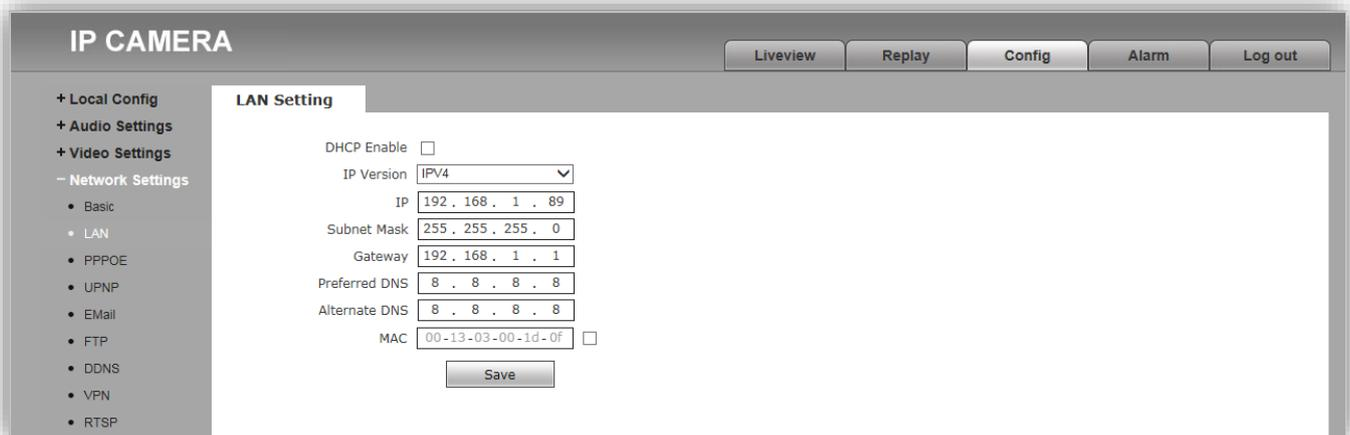 IP CAMERA
Liveview Replay Config Alarm Log out
+ Local Config
+ Audio Settings
+ Video Settings
− Network Settings
• Basic
• LAN
• PPPOE
• UPNP
• EMail
• FTP
• DDNS
• VPN
• RTSP
LAN Setting
DHCP Enable
IP Version IPV4
IP 192 . 168 . 1 . 89
Subnet Mask 255 . 255 . 255 . 0
Gateway 192 . 168 . 1 . 1
Preferred DNS 8 . 8 . 8 . 8
Alternate DNS 8 . 8 . 8 . 8
MAC 00-13-03-00-1d-0f
Save